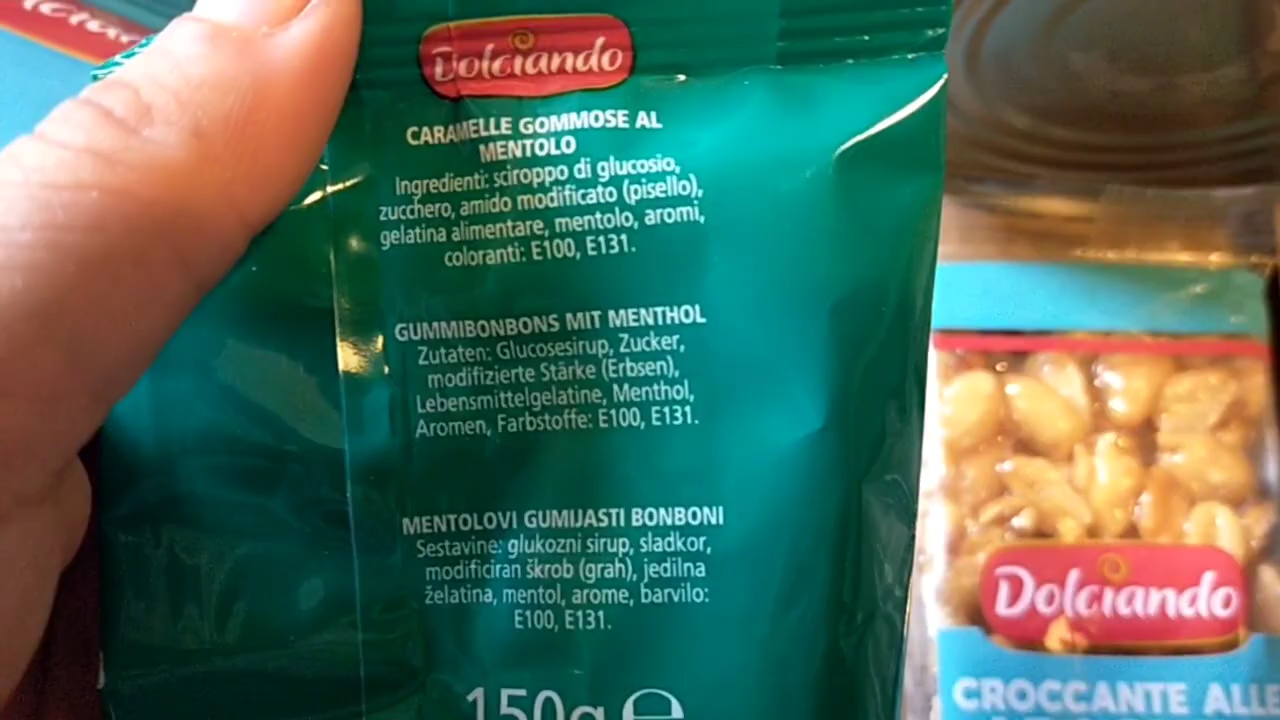 Dolciando
CARAMELLE GOMMOSE AL
MENTOLO
Ingredienti: sciroppo di glucosio,
zucchero, amido modificato (pisello),
gelatina alimentare, mentolo, aromi,
coloranti: E100, E131.
GUMMIBONBONS MIT MENTHOL
Zutaten: Glucosesirup, Zucker,
modifizierte Stärke (Erbsen),
Lebensmittelgelatine, Menthol,
Aromen, Farbstoffe: E100, E131.
MENTOLOVI GUMIJASTI BONBONI
Sestavine: glukozni sirup, sladkor,
modificiran škrob (grah), jedilna
želatina, mentol, arome, barvilo:
E100, E131.
150g ℮
Dolciando
CROCCANTE ALLE